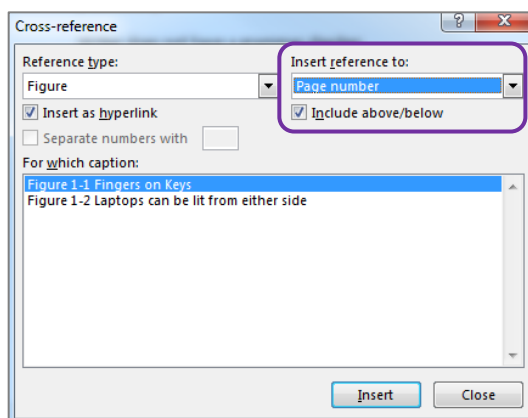 Cross-reference
Reference type:
Insert reference to:
Figure
Page number
Insert as hyperlink
Include above/below
Separate numbers with
For which caption:
Figure 1-1 Fingers on Keys
Figure 1-2 Laptops can be lit from either side
Insert
Close